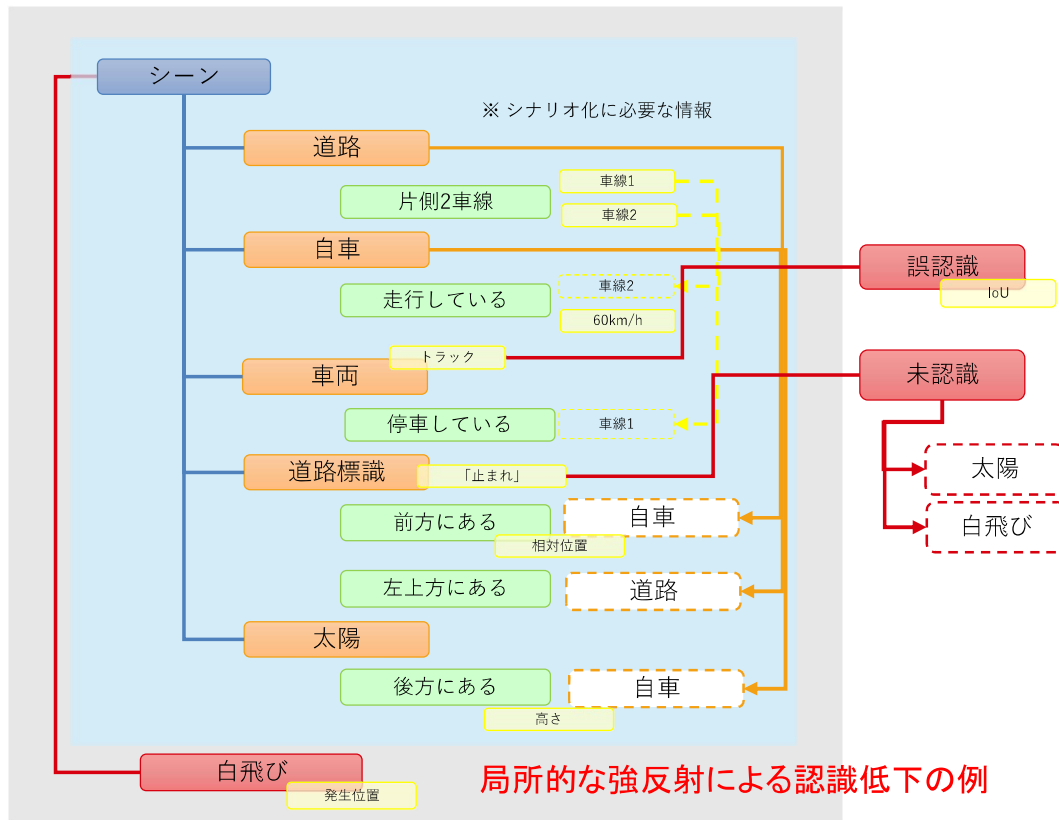 シーン
※ シナリオ化に必要な情報
道路
車線1
片側2車線
車線2
自車
走行している
車線2
60km/h
誤認識
IoU
トラック
車両
未認識
停車している
車線1
道路標識
「止まれ」
太陽
前方にある
自車
相対位置
白飛び
左上方にある
道路
太陽
後方にある
自車
高さ
白飛び
発生位置
局所的な強反射による認識低下の例